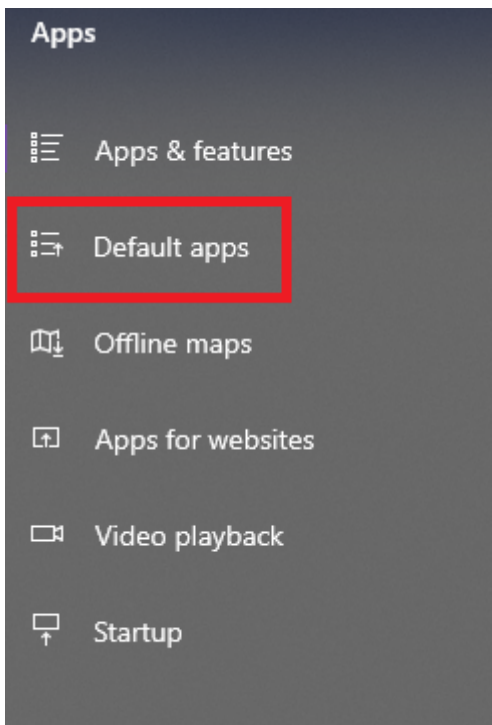 Apps
Apps & features
Default apps
Offline maps
Apps for websites
Video playback
Startup